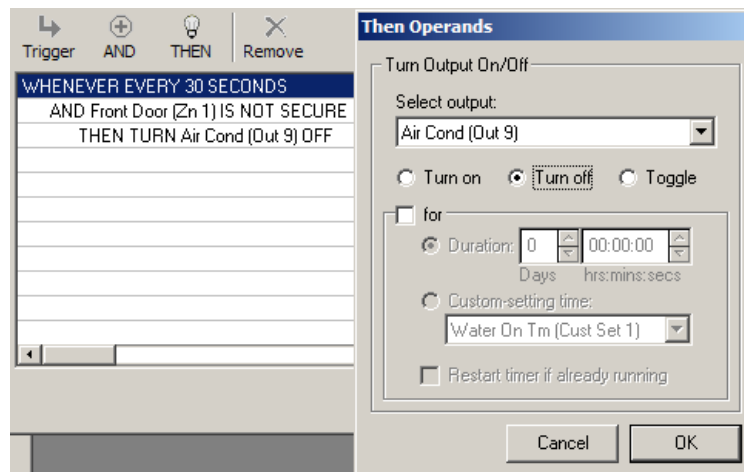 Trigger AND THEN Remove
WHENEVER EVERY 30 SECONDS
AND Front Door (Zn 1) IS NOT SECURE
THEN TURN Air Cond (Out 9) OFF
Then Operands
Turn Output On/Off
Select output:
Air Cond (Out 9)
Turn on Turn off Toggle
for
Duration: 0 00:00:00
Days hrs:mins:secs
Custom-setting time:
Water On Tm (Cust Set 1)
Restart timer if already running
Cancel OK